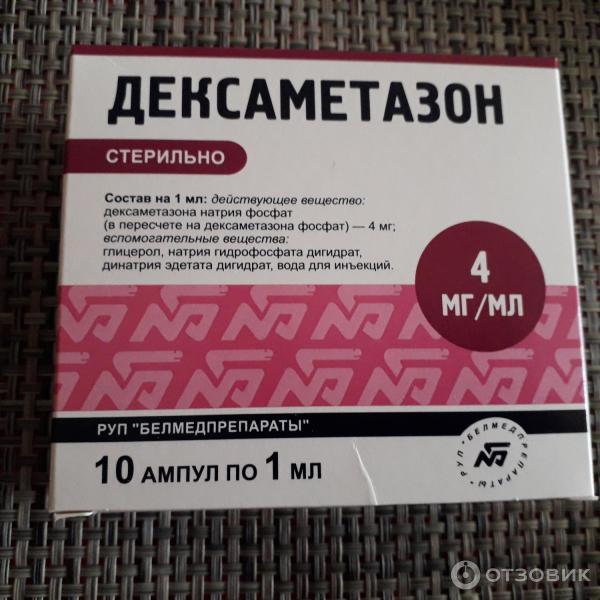 ДЕКСАМЕТАЗОН
СТЕРИЛЬНО
Состав на 1 мл: действующее вещество:
дексаметазона натрия фосфат
(в пересчете на дексаметазона фосфат) — 4 мг;
вспомогательные вещества:
глицерол, натрия гидрофосфата дигидрат,
динатрия эдетата дигидрат, вода для инъекций.
4
МГ/МЛ
РУП "БЕЛМЕДПРЕПАРАТЫ"
10 АМПУЛ ПО 1 МЛ
РУП • БЕЛМЕДПРЕПАРАТЫ •
ОТЗОВИК